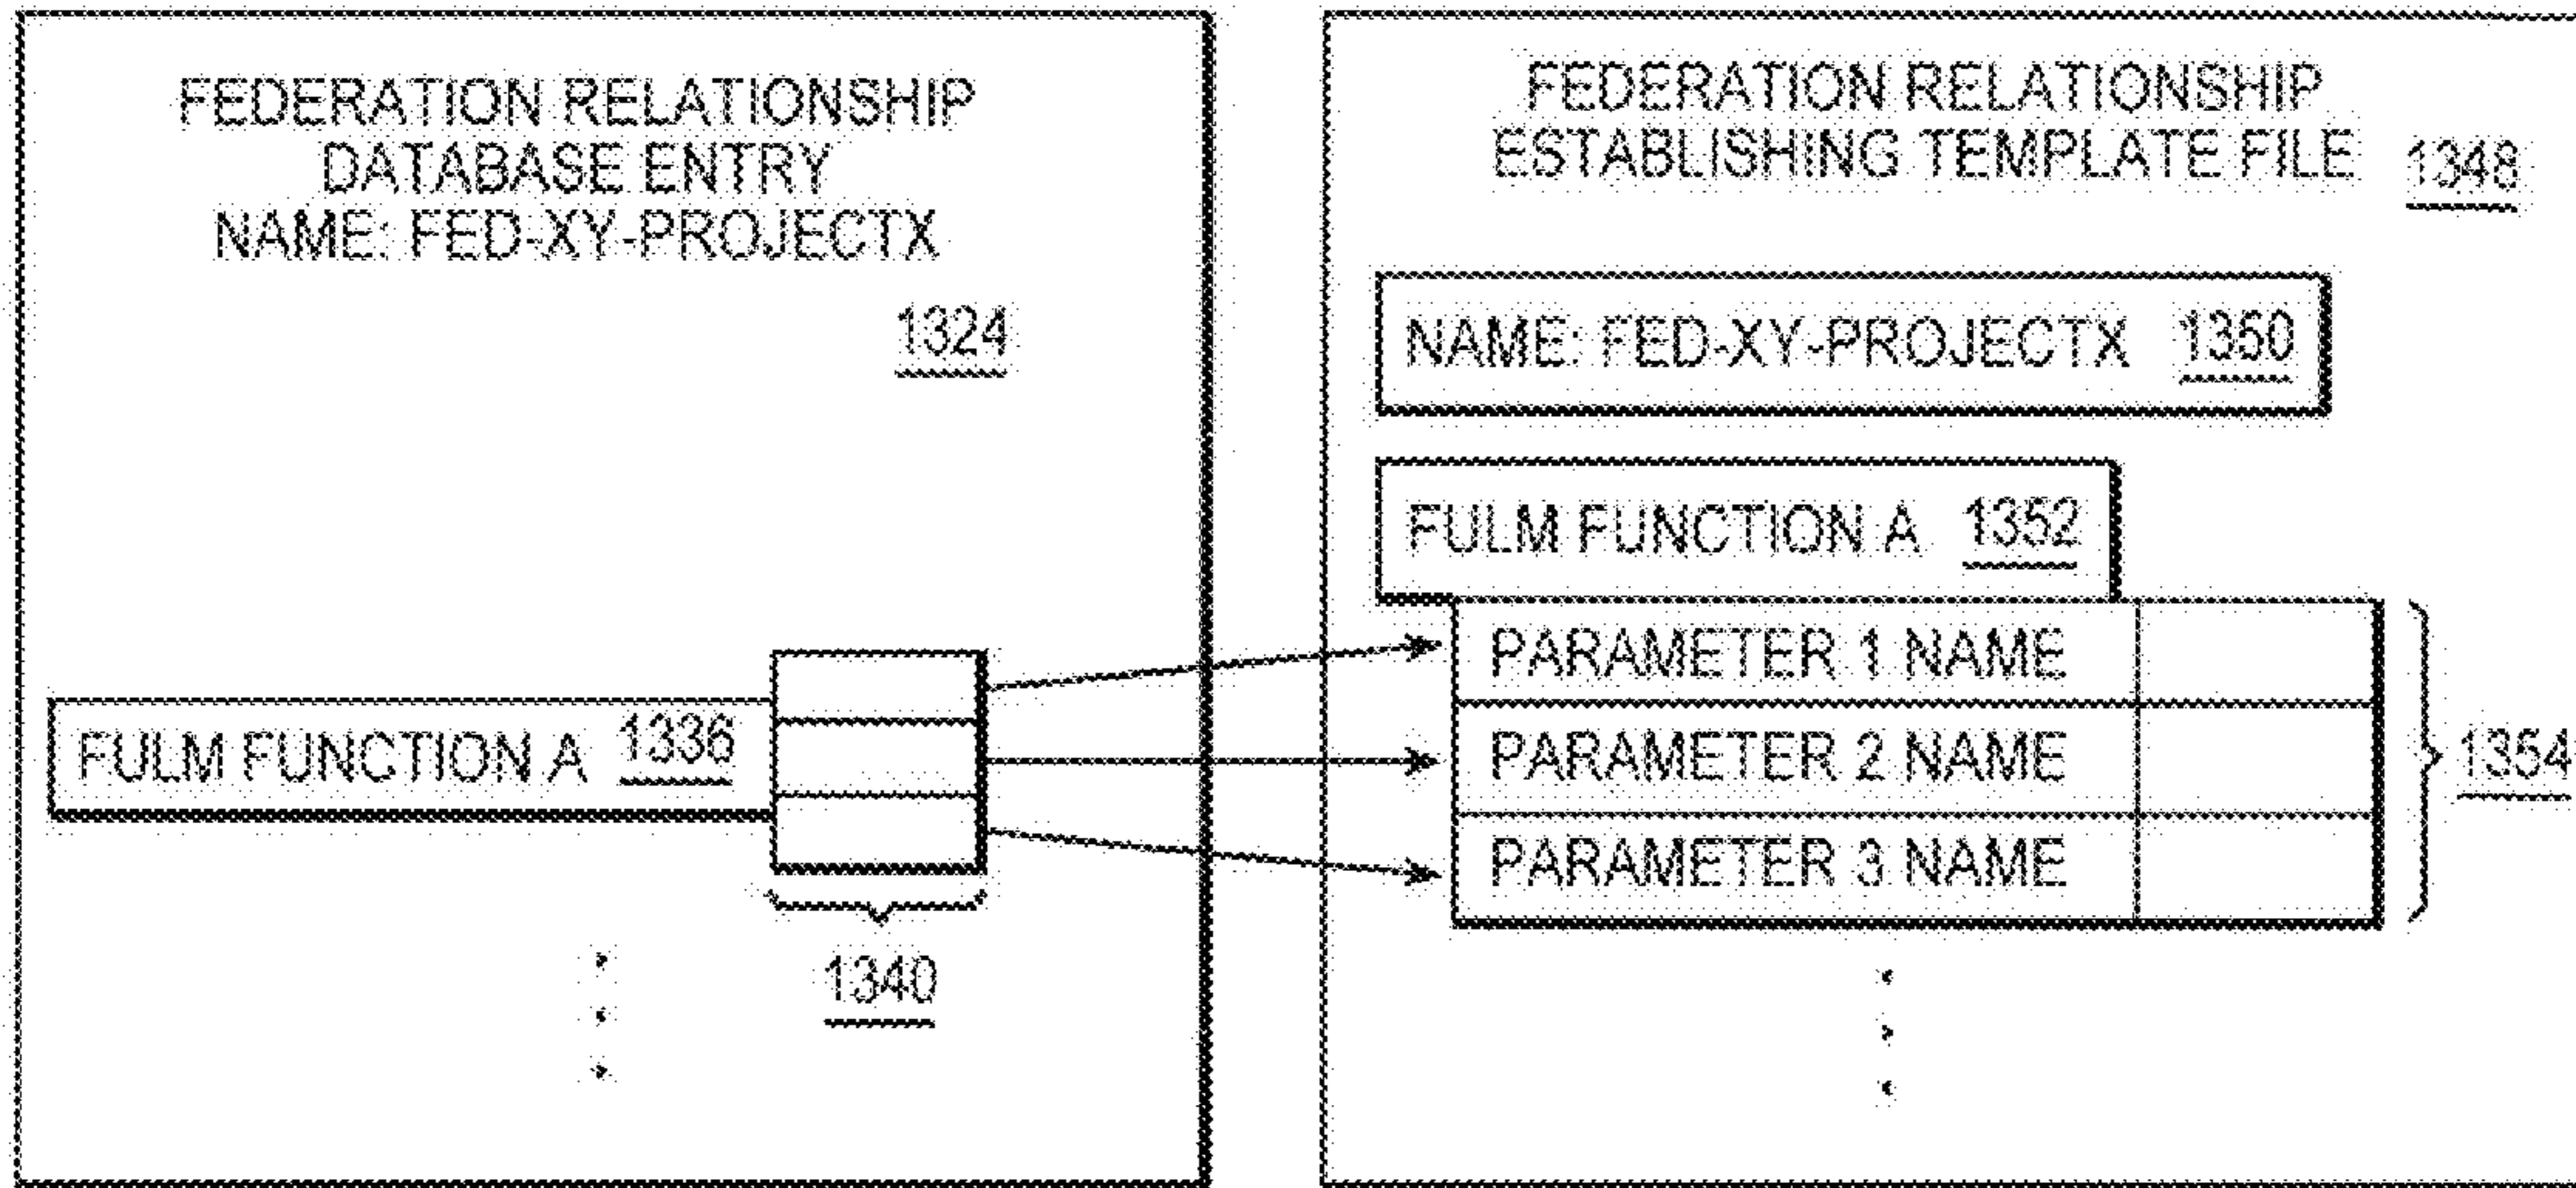 FEDERATION RELATIONSHIP
DATABASE ENTRY
NAME: FED-XY-PROJECTX
1324
FULM FUNCTION A 1336
1340
FEDERATION RELATIONSHIP
ESTABLISHING TEMPLATE FILE 1348
NAME: FED-XY-PROJECTX 1350
FULM FUNCTION A 1352
PARAMETER 1 NAME
PARAMETER 2 NAME
PARAMETER 3 NAME
1354